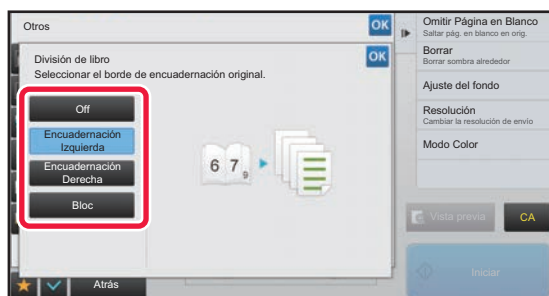 Otros
OK
División de libro
OK
Seleccionar el borde de encuadernación original.
Off
Encuadernación
Izquierda
Encuadernación
Derecha
Bloc
6 7 9
Atrás
Omitir Página en Blanco
Saltar pág. en blanco en orig.
Borrar
Borrar sombra alrededor
Ajuste del fondo
Resolución
Cambiar la resolución de envío
Modo Color
Vista previa
CA
Iniciar